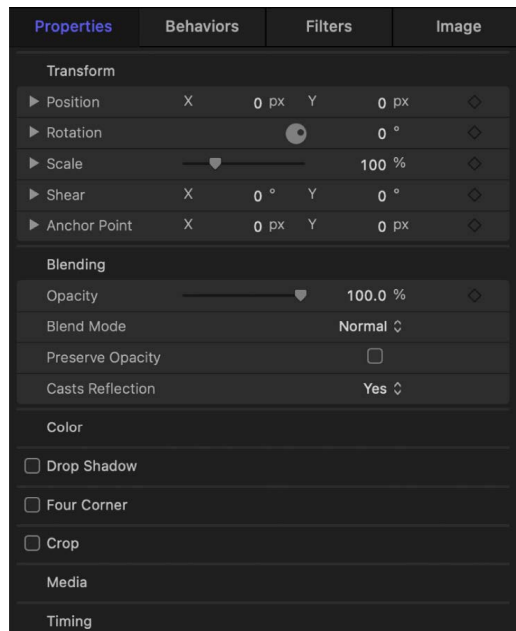 Properties Behaviors Filters Image
Transform
Position X 0 px Y 0 px
Rotation 0 °
Scale 100 %
Shear X 0 ° Y 0 °
Anchor Point X 0 px Y 0 px
Blending
Opacity 100.0 %
Blend Mode Normal
Preserve Opacity
Casts Reflection Yes
Color
Drop Shadow
Four Corner
Crop
Media
Timing